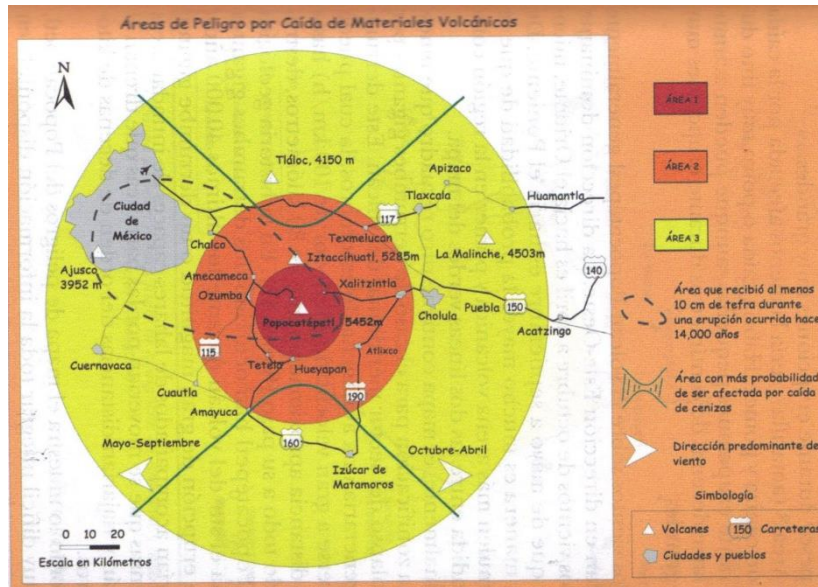 Áreas de Peligro por Caída de Materiales Volcánicos
N
Tláloc, 4150 m
Apizaco
Huamantla
Tlaxcala
117
Ciudad
de
México
Texmelucan
Chalco
Iztaccíhuatl, 5285m
La Malinche, 4503m
140
Ajusco
3952 m
Amecameca
Xalitzintla
Ozumba
Cholula
Puebla
150
Popocatépetl, 5452m
Acatzingo
115
Atlixco
Cuernavaca
Tetela
Hueyapan
Cuautla
190
Amayuca
Mayo-Septiembre
160
Octubre-Abril
Izúcar de
Matamoros
0 10 20
Escala en Kilómetros
ÁREA 1
ÁREA 2
ÁREA 3
Área que recibió al menos
10 cm de tefra durante
una erupción ocurrida hace
14,000 años
Área con más probabilidad
de ser afectada por caída
de cenizas
Dirección predominante de
viento
Simbología
Volcanes
150 Carreteras
Ciudades y pueblos